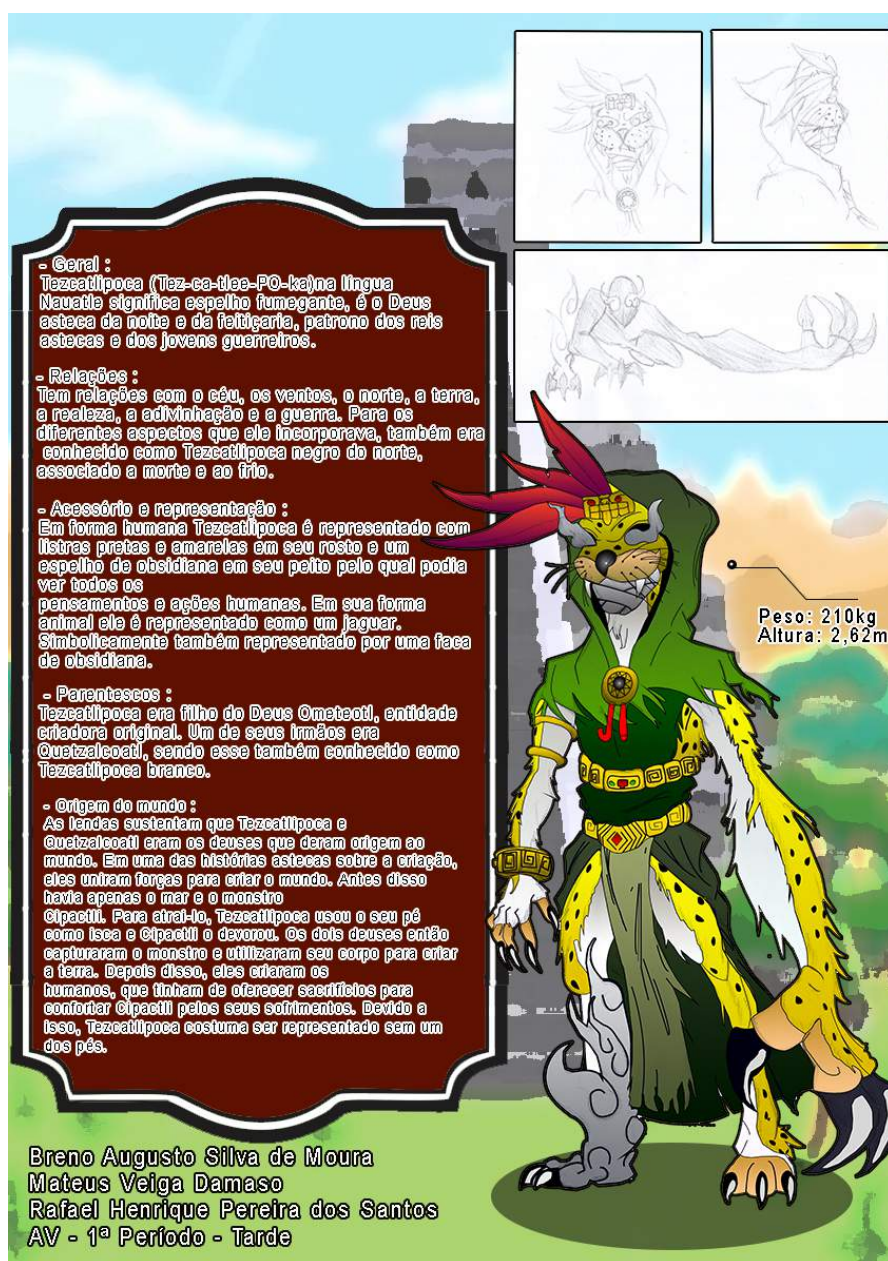 - Geral :
Tezcatlipoca (Tez-ca-tlee-PO-ka)na língua
Nauatle significa espelho fumegante, é o Deus
asteca da noite e da feitiçaria, patrono dos reis
astecas e dos jovens guerreiros.
- Relações :
Tem relações com o céu, os ventos, o norte, a terra,
a realeza, a adivinhação e a guerra. Para os
diferentes aspectos que ele incorporava, também era
conhecido como Tezcatlipoca negro do norte,
associado a morte e ao frio.
- Acessório e representação :
Em forma humana Tezcatlipoca é representado com
listras pretas e amarelas em seu rosto e um
espelho de obsidiana em seu peito pelo qual podia
ver todos os
pensamentos e ações humanas. Em sua forma
animal ele é representado como um jaguar.
Simbolicamente também representado por uma faca
de obsidiana.
- Parentescos :
Tezcatlipoca era filho do Deus Ometeotl, entidade
criadora original. Um de seus irmãos era
Quetzalcoatl, sendo esse também conhecido como
Tezcatlipoca branco.
- Origem do mundo :
As lendas sustentam que Tezcatlipoca e
Quetzalcoatl eram os deuses que deram origem ao
mundo. Em uma das histórias astecas sobre a criação,
eles uniram forças para criar o mundo. Antes disso
havia apenas o mar e o monstro
Cipactli. Para atraí-lo, Tezcatlipoca usou o seu pé
como isca e Cipactli o devorou. Os dois deuses então
capturaram o monstro e utilizaram seu corpo para criar
a terra. Depois disso, eles criaram os
humanos, que tinham de oferecer sacrifícios para
confortar Cipactli pelos seus sofrimentos. Devido a
isso, Tezcatlipoca costuma ser representado sem um
dos pés.
Peso: 210kg
Altura: 2,62m
Breno Augusto Silva de Moura
Mateus Veiga Damaso
Rafael Henrique Pereira dos Santos
AV - 1ª Período - Tarde